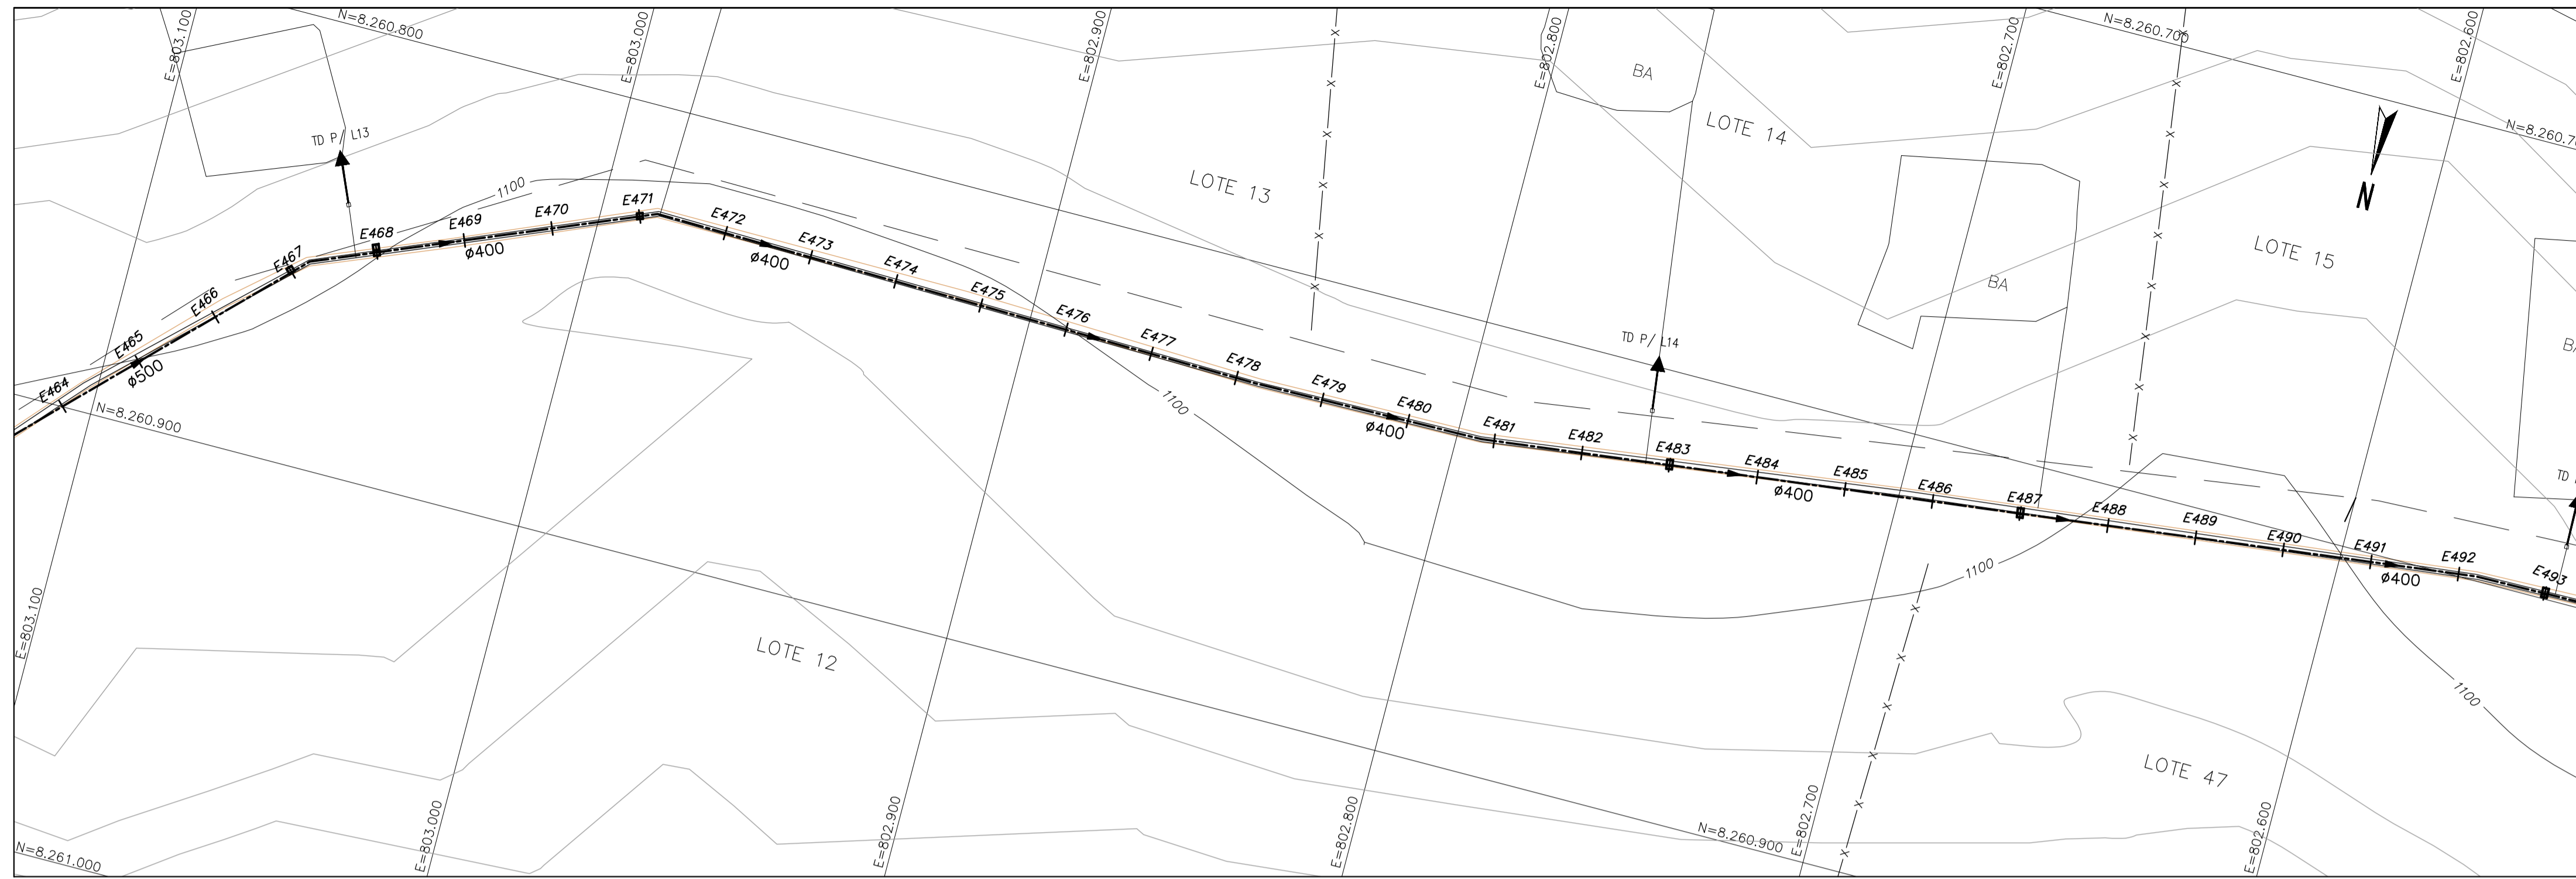 E=803.100
N=8.260.800
E=803.000
E=802.900
E=802.800
E=802.700
N=8.260.700
E=802.600
BA
LOTE 14
TD P/ L13
LOTE 13
N
LOTE 15
BA
1100
E464
E465
E466
E467
E468
E469
E470
E471
E472
E473
E474
E475
E476
E477
E478
E479
E480
E481
E482
E483
E484
E485
E486
E487
E488
E489
E490
E491
E492
E493
ø500
ø400
ø400
ø400
ø400
ø400
TD P/ L14
TD
N=8.260.900
1100
1100
1100
LOTE 12
LOTE 47
E=803.100
E=803.000
E=802.900
E=802.800
E=802.700
E=802.600
N=8.261.000
N=8.260.900